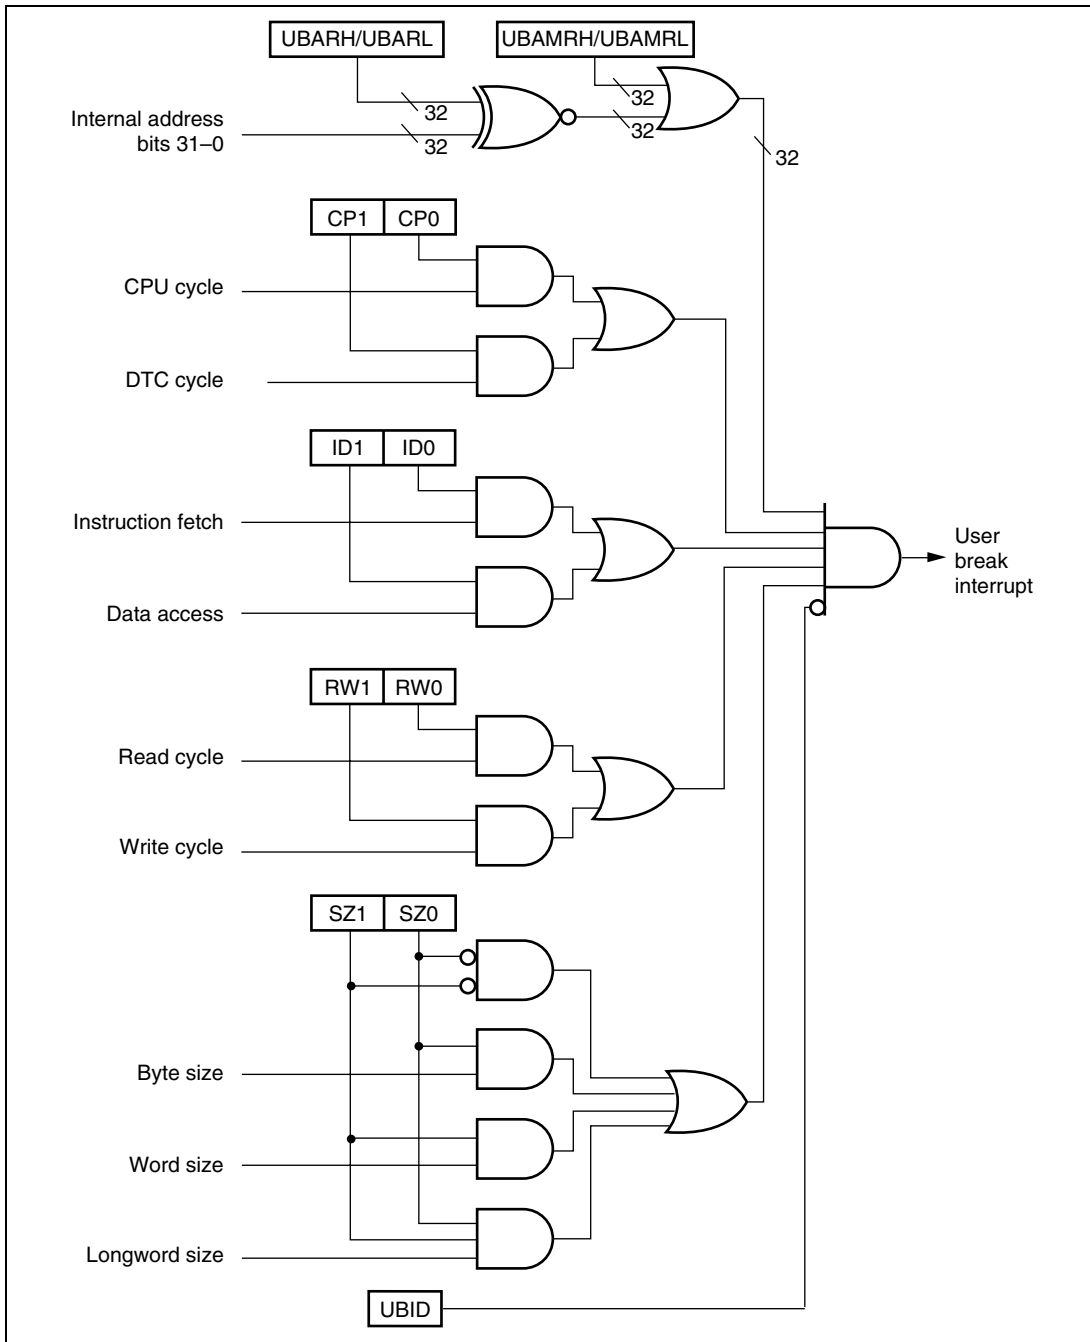 UBARH/UBARL
UBAMRH/UBAMRL
32
32
Internal address
bits 31–0
32
32
32
CP1
CP0
CPU cycle
DTC cycle
ID1
ID0
Instruction fetch
Data access
User
break
interrupt
RW1
RW0
Read cycle
Write cycle
SZ1
SZ0
Byte size
Word size
Longword size
UBID